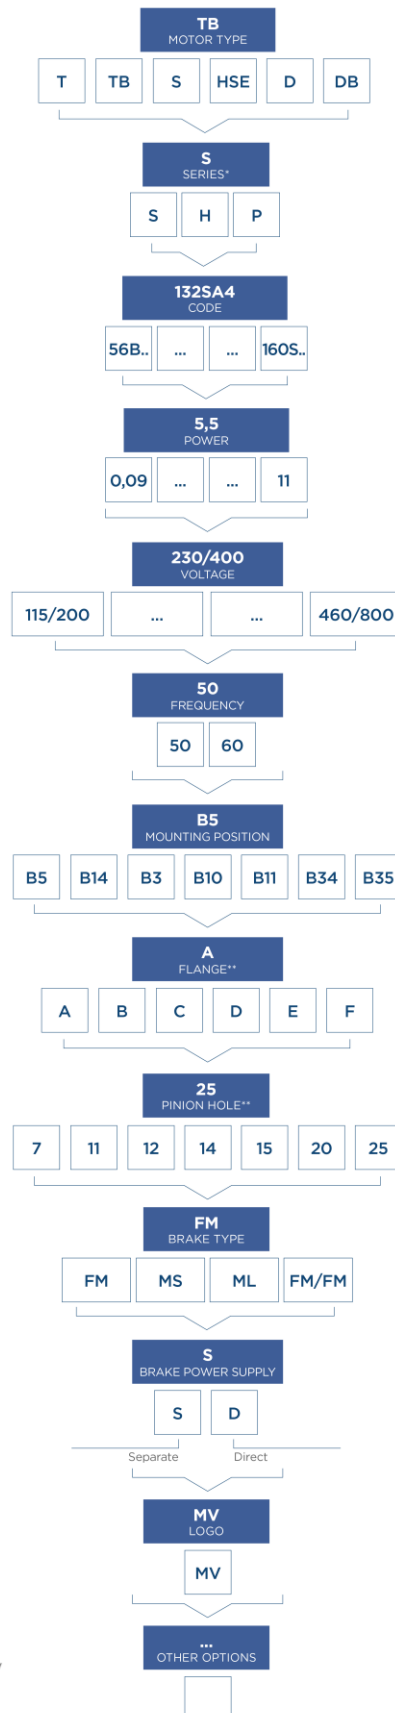 TB
MOTOR TYPE
T TB S HSE D DB
S
SERIES*
S H P
132SA4
CODE
56B.. ... ... 160S..
5,5
POWER
0,09 ... ... 11
230/400
VOLTAGE
115/200 ... ... 460/800
50
FREQUENCY
50 60
B5
MOUNTING POSITION
B5 B14 B3 B10 B11 B34 B35
A
FLANGE**
A B C D E F
25
PINION HOLE**
7 11 12 14 15 20 25
FM
BRAKE TYPE
FM MS ML FM/FM
S
BRAKE POWER SUPPLY
S D
Separate Direct
MV
LOGO
MV
...
OTHER OPTIONS